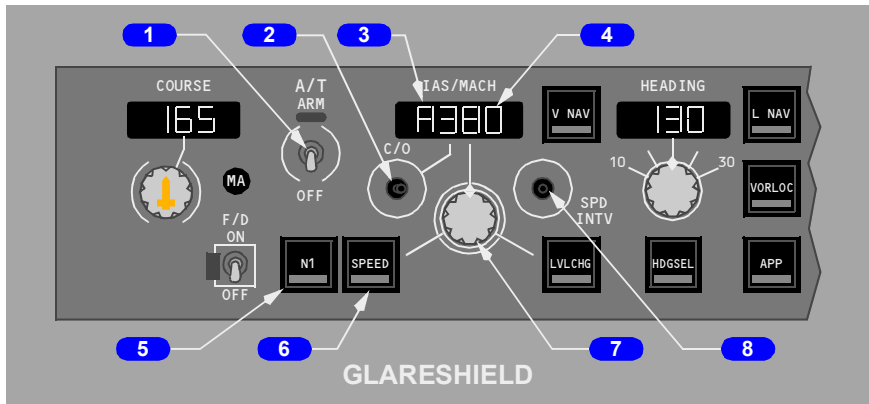 1 2 3 4
COURSE A/T IAS/MACH HEADING
ARM
165 A380 V NAV 130 L NAV
C/O
10 30
MA OFF SPD VORLOC
INTV
F/D
ON
N1 SPEED LVLCHG HDGSEL APP
OFF
5 6 7 8
GLARESHIELD